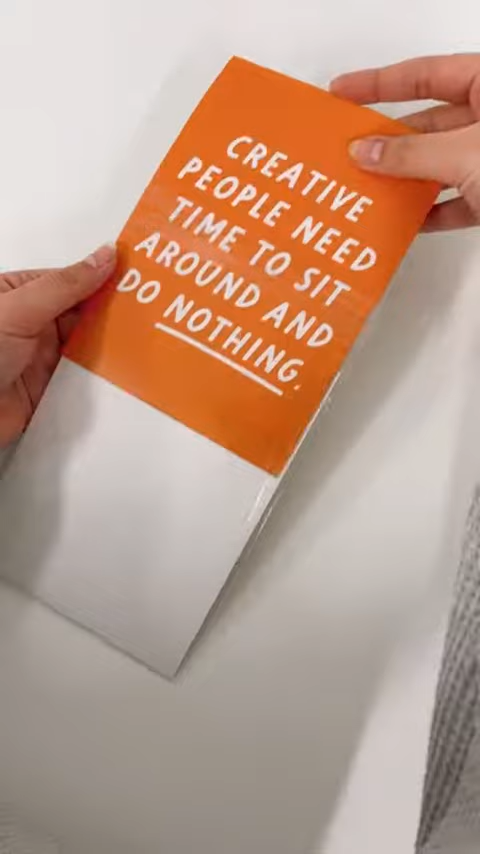 CREATIVE
PEOPLE NEED
TIME TO SIT
AROUND AND
DO NOTHING.